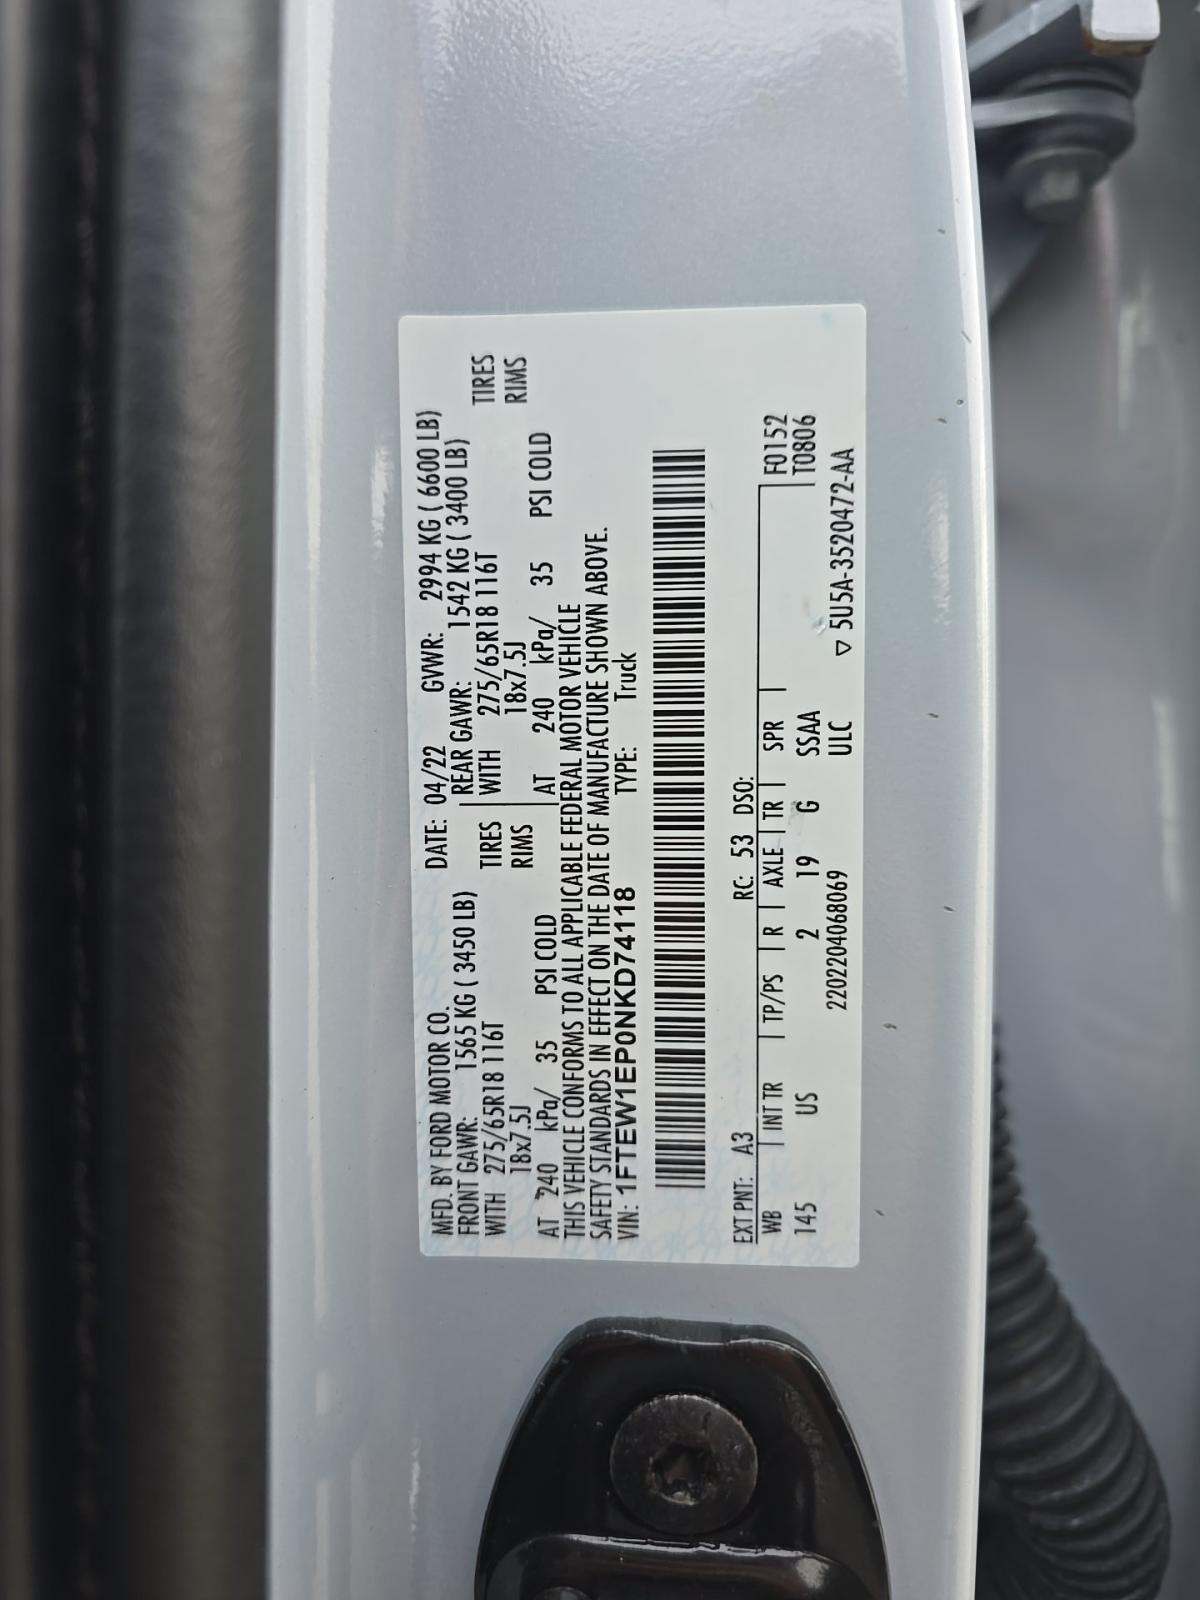 MFD. BY FORD MOTOR CO. DATE: 04/22 GVWR: 2994 KG ( 6600 LB)
FRONT GAWR: 1565 KG ( 3450 LB) REAR GAWR: 1542 KG ( 3400 LB)
WITH 275/65R18 116T TIRES WITH 275/65R18 116T TIRES
18x7.5J RIMS 18x7.5J RIMS
AT 240 kPa/ 35 PSI COLD AT 240 kPa/ 35 PSI COLD
THIS VEHICLE CONFORMS TO ALL APPLICABLE FEDERAL MOTOR VEHICLE
SAFETY STANDARDS IN EFFECT ON THE DATE OF MANUFACTURE SHOWN ABOVE.
VIN: 1FTEW1EP0NKD74118 TYPE: Truck
EXT PNT: A3 RC: 53 DSO:
WB INT TR TP/PS R AXLE TR SPR F0152
145 US 2 19 G SSAA T0806
2202204068069 ULC ▽ 5U5A-3520472-AA